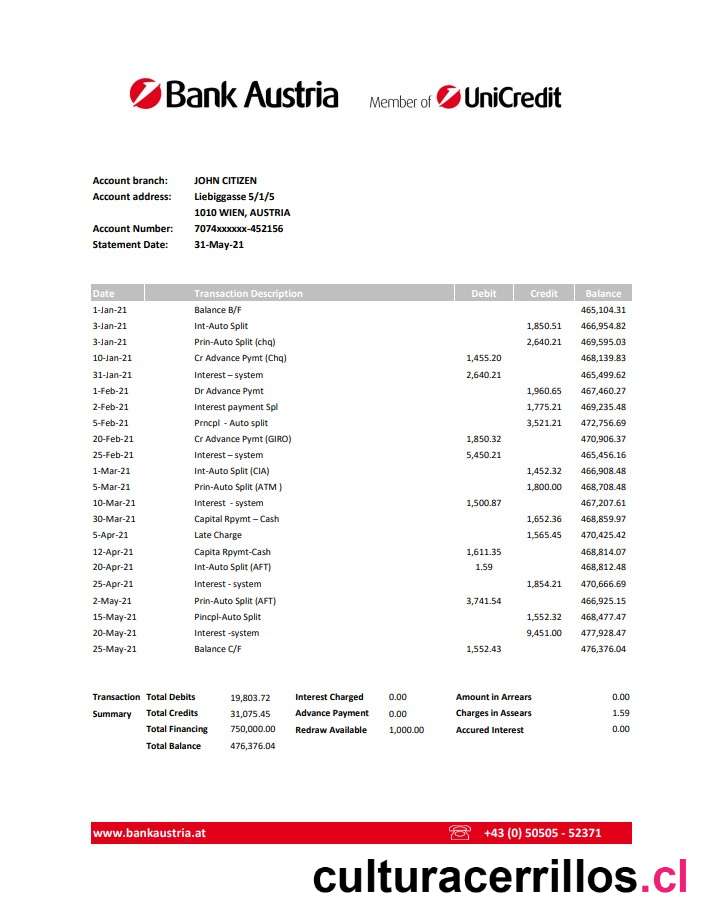 Bank Austria Member of UniCredit
Account branch: JOHN CITIZEN
Account address: Liebiggasse 5/1/5
1010 WIEN, AUSTRIA
Account Number: 7074xxxxxx-452156
Statement Date: 31-May-21
Date Transaction Description Debit Credit Balance
1-Jan-21 Balance B/F 465,104.31
3-Jan-21 Int-Auto Split 1,850.51 466,954.82
3-Jan-21 Prin-Auto Split (chq) 2,640.21 469,595.03
10-Jan-21 Cr Advance Pymt (Chq) 1,455.20 468,139.83
31-Jan-21 Interest – system 2,640.21 465,499.62
1-Feb-21 Dr Advance Pymt 1,960.65 467,460.27
2-Feb-21 Interest payment Spl 1,775.21 469,235.48
5-Feb-21 Prncpl - Auto split 3,521.21 472,756.69
20-Feb-21 Cr Advance Pymt (GIRO) 1,850.32 470,906.37
25-Feb-21 Interest – system 5,450.21 465,456.16
1-Mar-21 Int-Auto Split (CIA) 1,452.32 466,908.48
5-Mar-21 Prin-Auto Split (ATM ) 1,800.00 468,708.48
10-Mar-21 Interest - system 1,500.87 467,207.61
30-Mar-21 Capital Rpymt – Cash 1,652.36 468,859.97
5-Apr-21 Late Charge 1,565.45 470,425.42
12-Apr-21 Capita Rpymt-Cash 1,611.35 468,814.07
20-Apr-21 Int-Auto Split (AFT) 1.59 468,812.48
25-Apr-21 Interest - system 1,854.21 470,666.69
2-May-21 Prin-Auto Split (AFT) 3,741.54 466,925.15
15-May-21 Pincpl-Auto Split 1,552.32 468,477.47
20-May-21 Interest -system 9,451.00 477,928.47
25-May-21 Balance C/F 1,552.43 476,376.04
Transaction Total Debits 19,803.72 Interest Charged 0.00 Amount in Arrears 0.00
Summary Total Credits 31,075.45 Advance Payment 0.00 Charges in Assears 1.59
Total Financing 750,000.00 Redraw Available 1,000.00 Accured Interest 0.00
Total Balance 476,376.04
www.bankaustria.at +43 (0) 50505 - 52371
culturacerrillos.cl